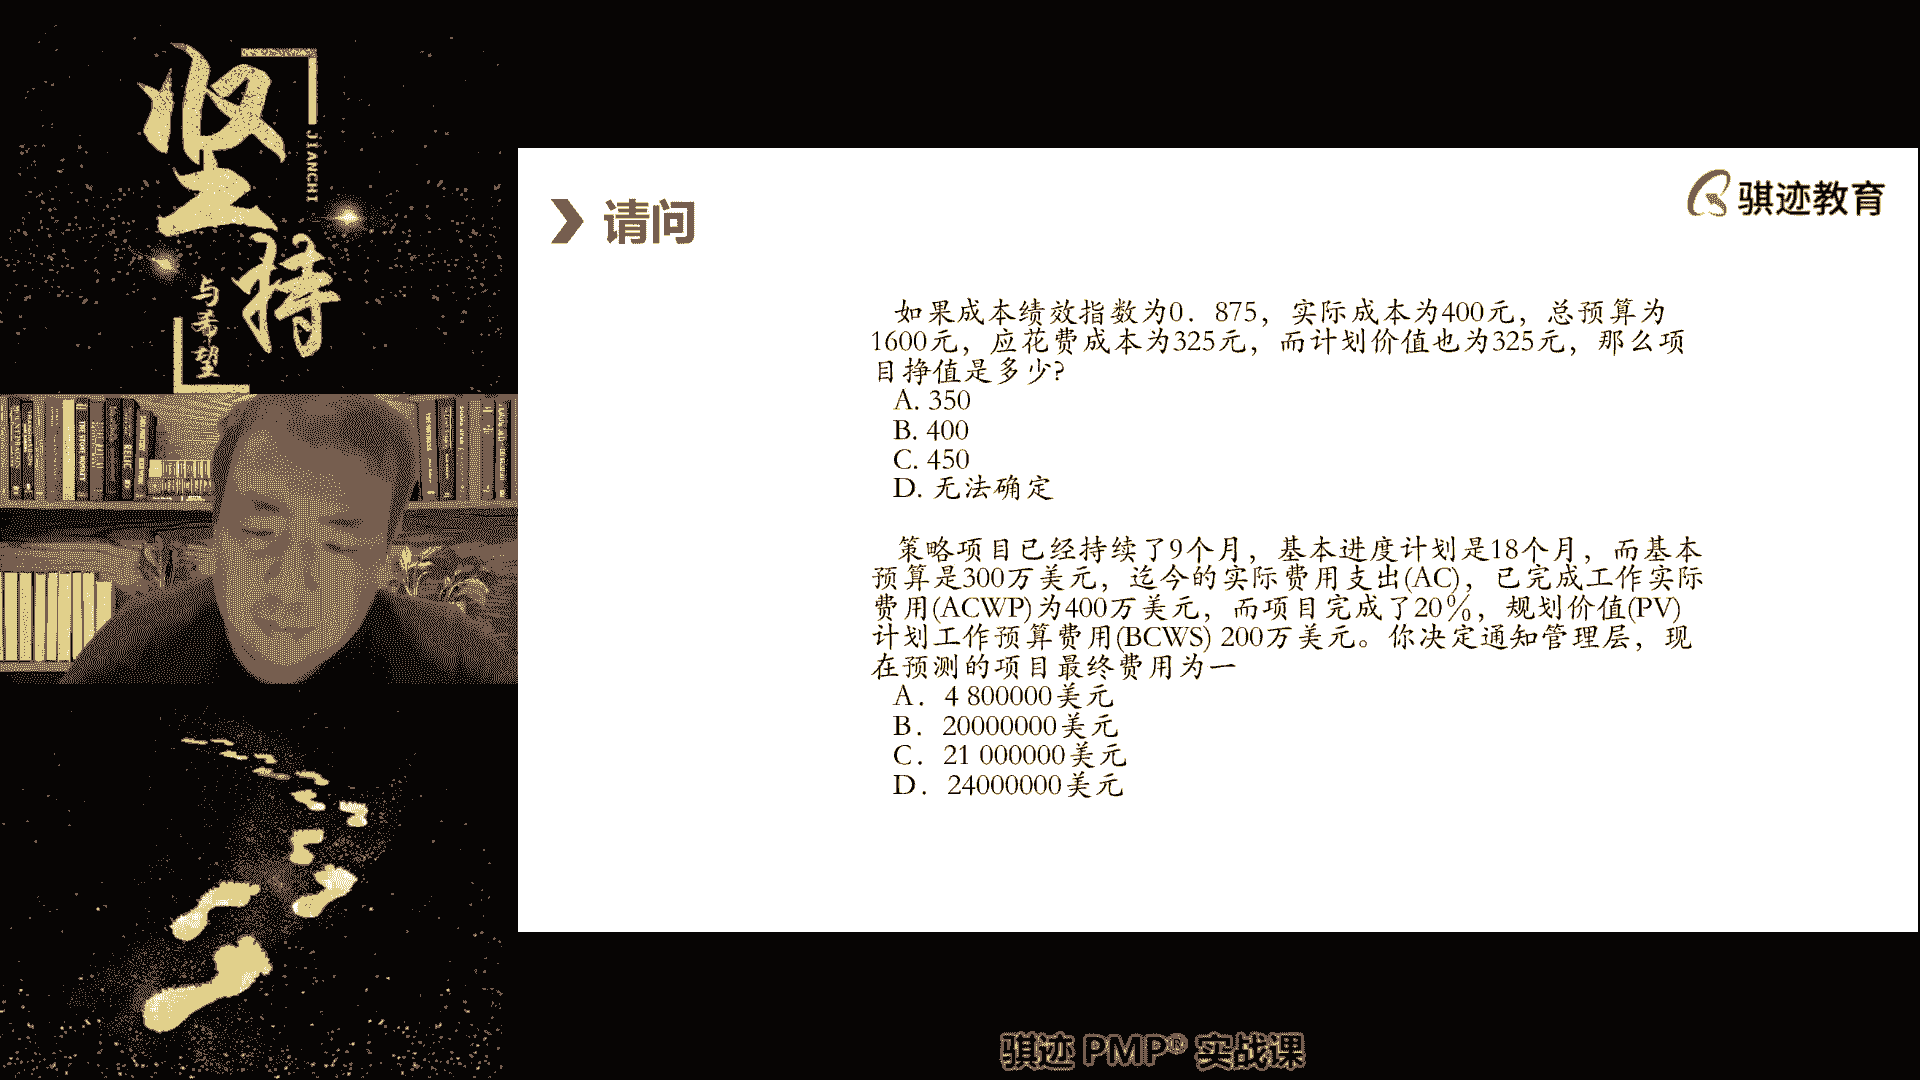 坚持
JIANCHI
与希望
骐迹教育
请问
如果成本绩效指数为0．875，实际成本为400元，总预算为
1600元，应花费成本为325元，而计划价值也为325元，那么项
目挣值是多少?
A. 350
B. 400
C. 450
D. 无法确定
策略项目已经持续了9个月，基本进度计划是18个月，而基本
预算是300万美元，迄今的实际费用支出(AC)，已完成工作实际
费用(ACWP)为400万美元，而项目完成了20％，规划价值(PV)
计划工作预算费用(BCWS) 200万美元。你决定通知管理层，现
在预测的项目最终费用为一
A．4 800000美元
B．20000000美元
C．21 000000美元
D．24000000美元
骐迹 PMP® 实战课